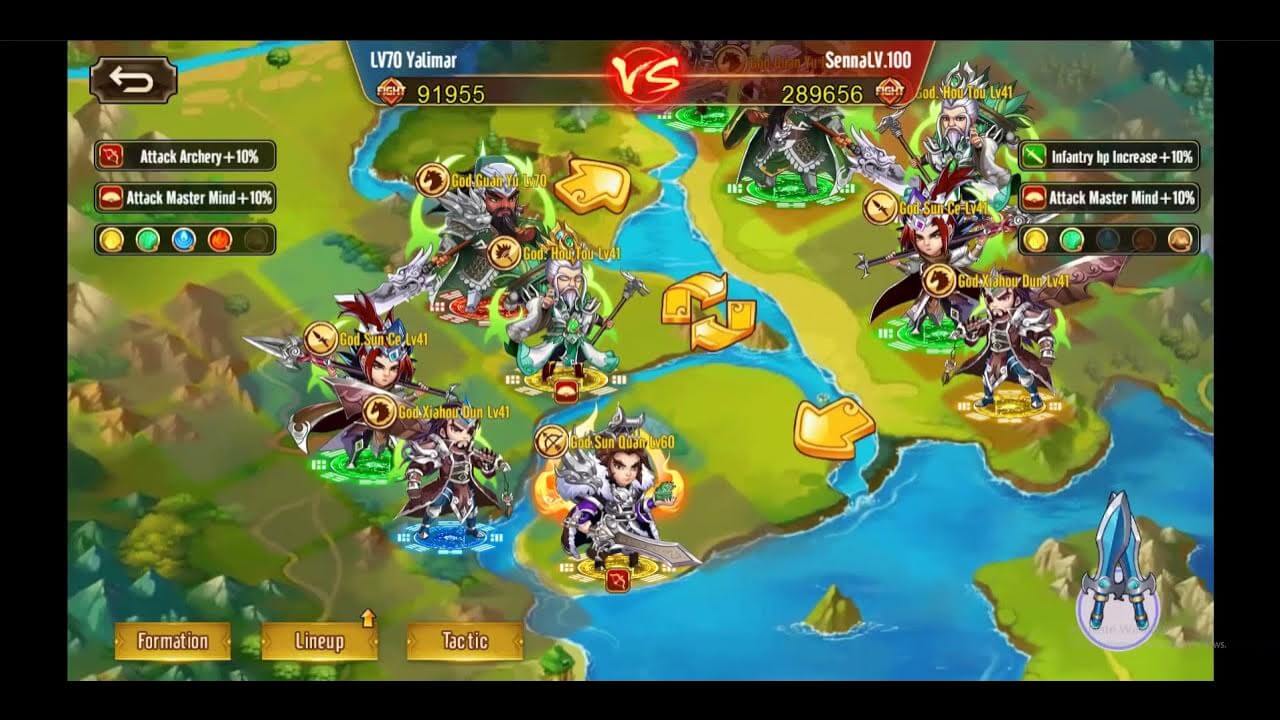 LV70 Yalimar
VS
SennaLV.100
FIGHT 91955
289656 FIGHT
God. Hou Tou Lv41
Attack Archery+10%
Infantry hp Increase+10%
Attack Master Mind+10%
Attack Master Mind+10%
God Guan Yu Lv70
God Sun Ce Lv41
God. Hou Tou Lv41
God Xiahou Dun Lv41
God Sun Ce Lv41
God Xiahou Dun Lv41
God Sun Quan Lv60
Formation
Lineup
Tactic